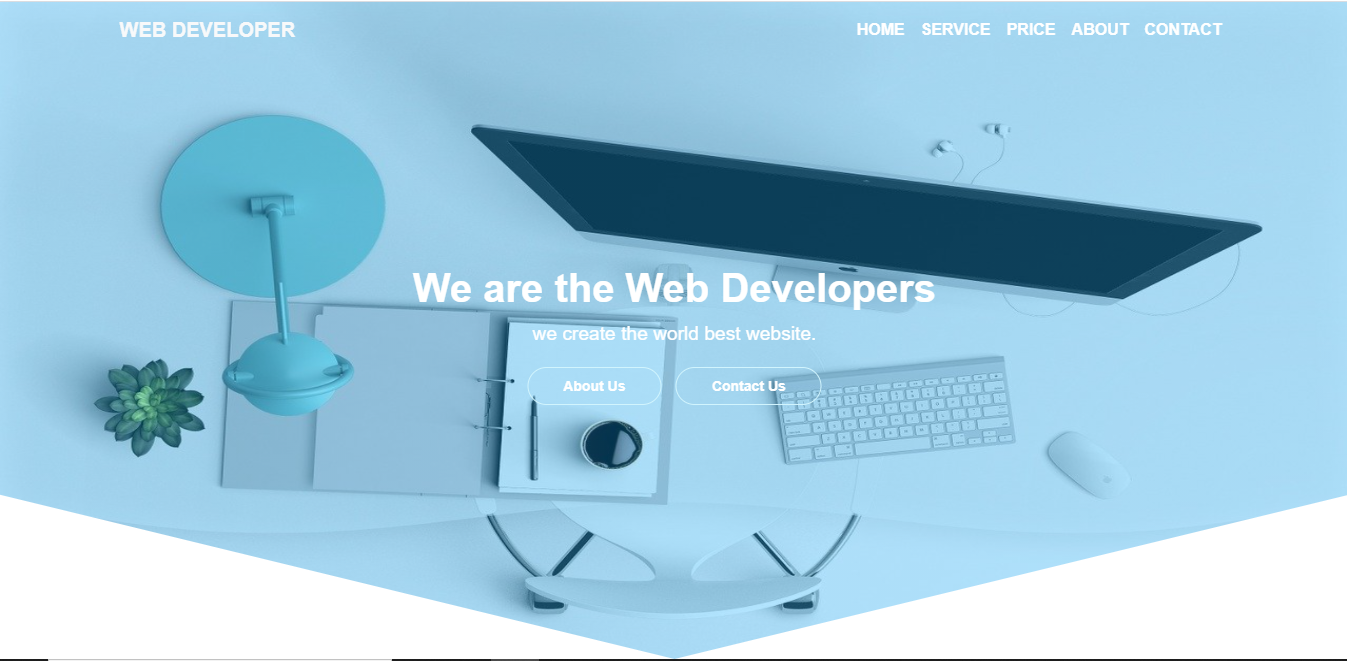 WEB DEVELOPER HOME SERVICE PRICE ABOUT CONTACT
We are the Web Developers
we create the world best website.
About Us Contact Us